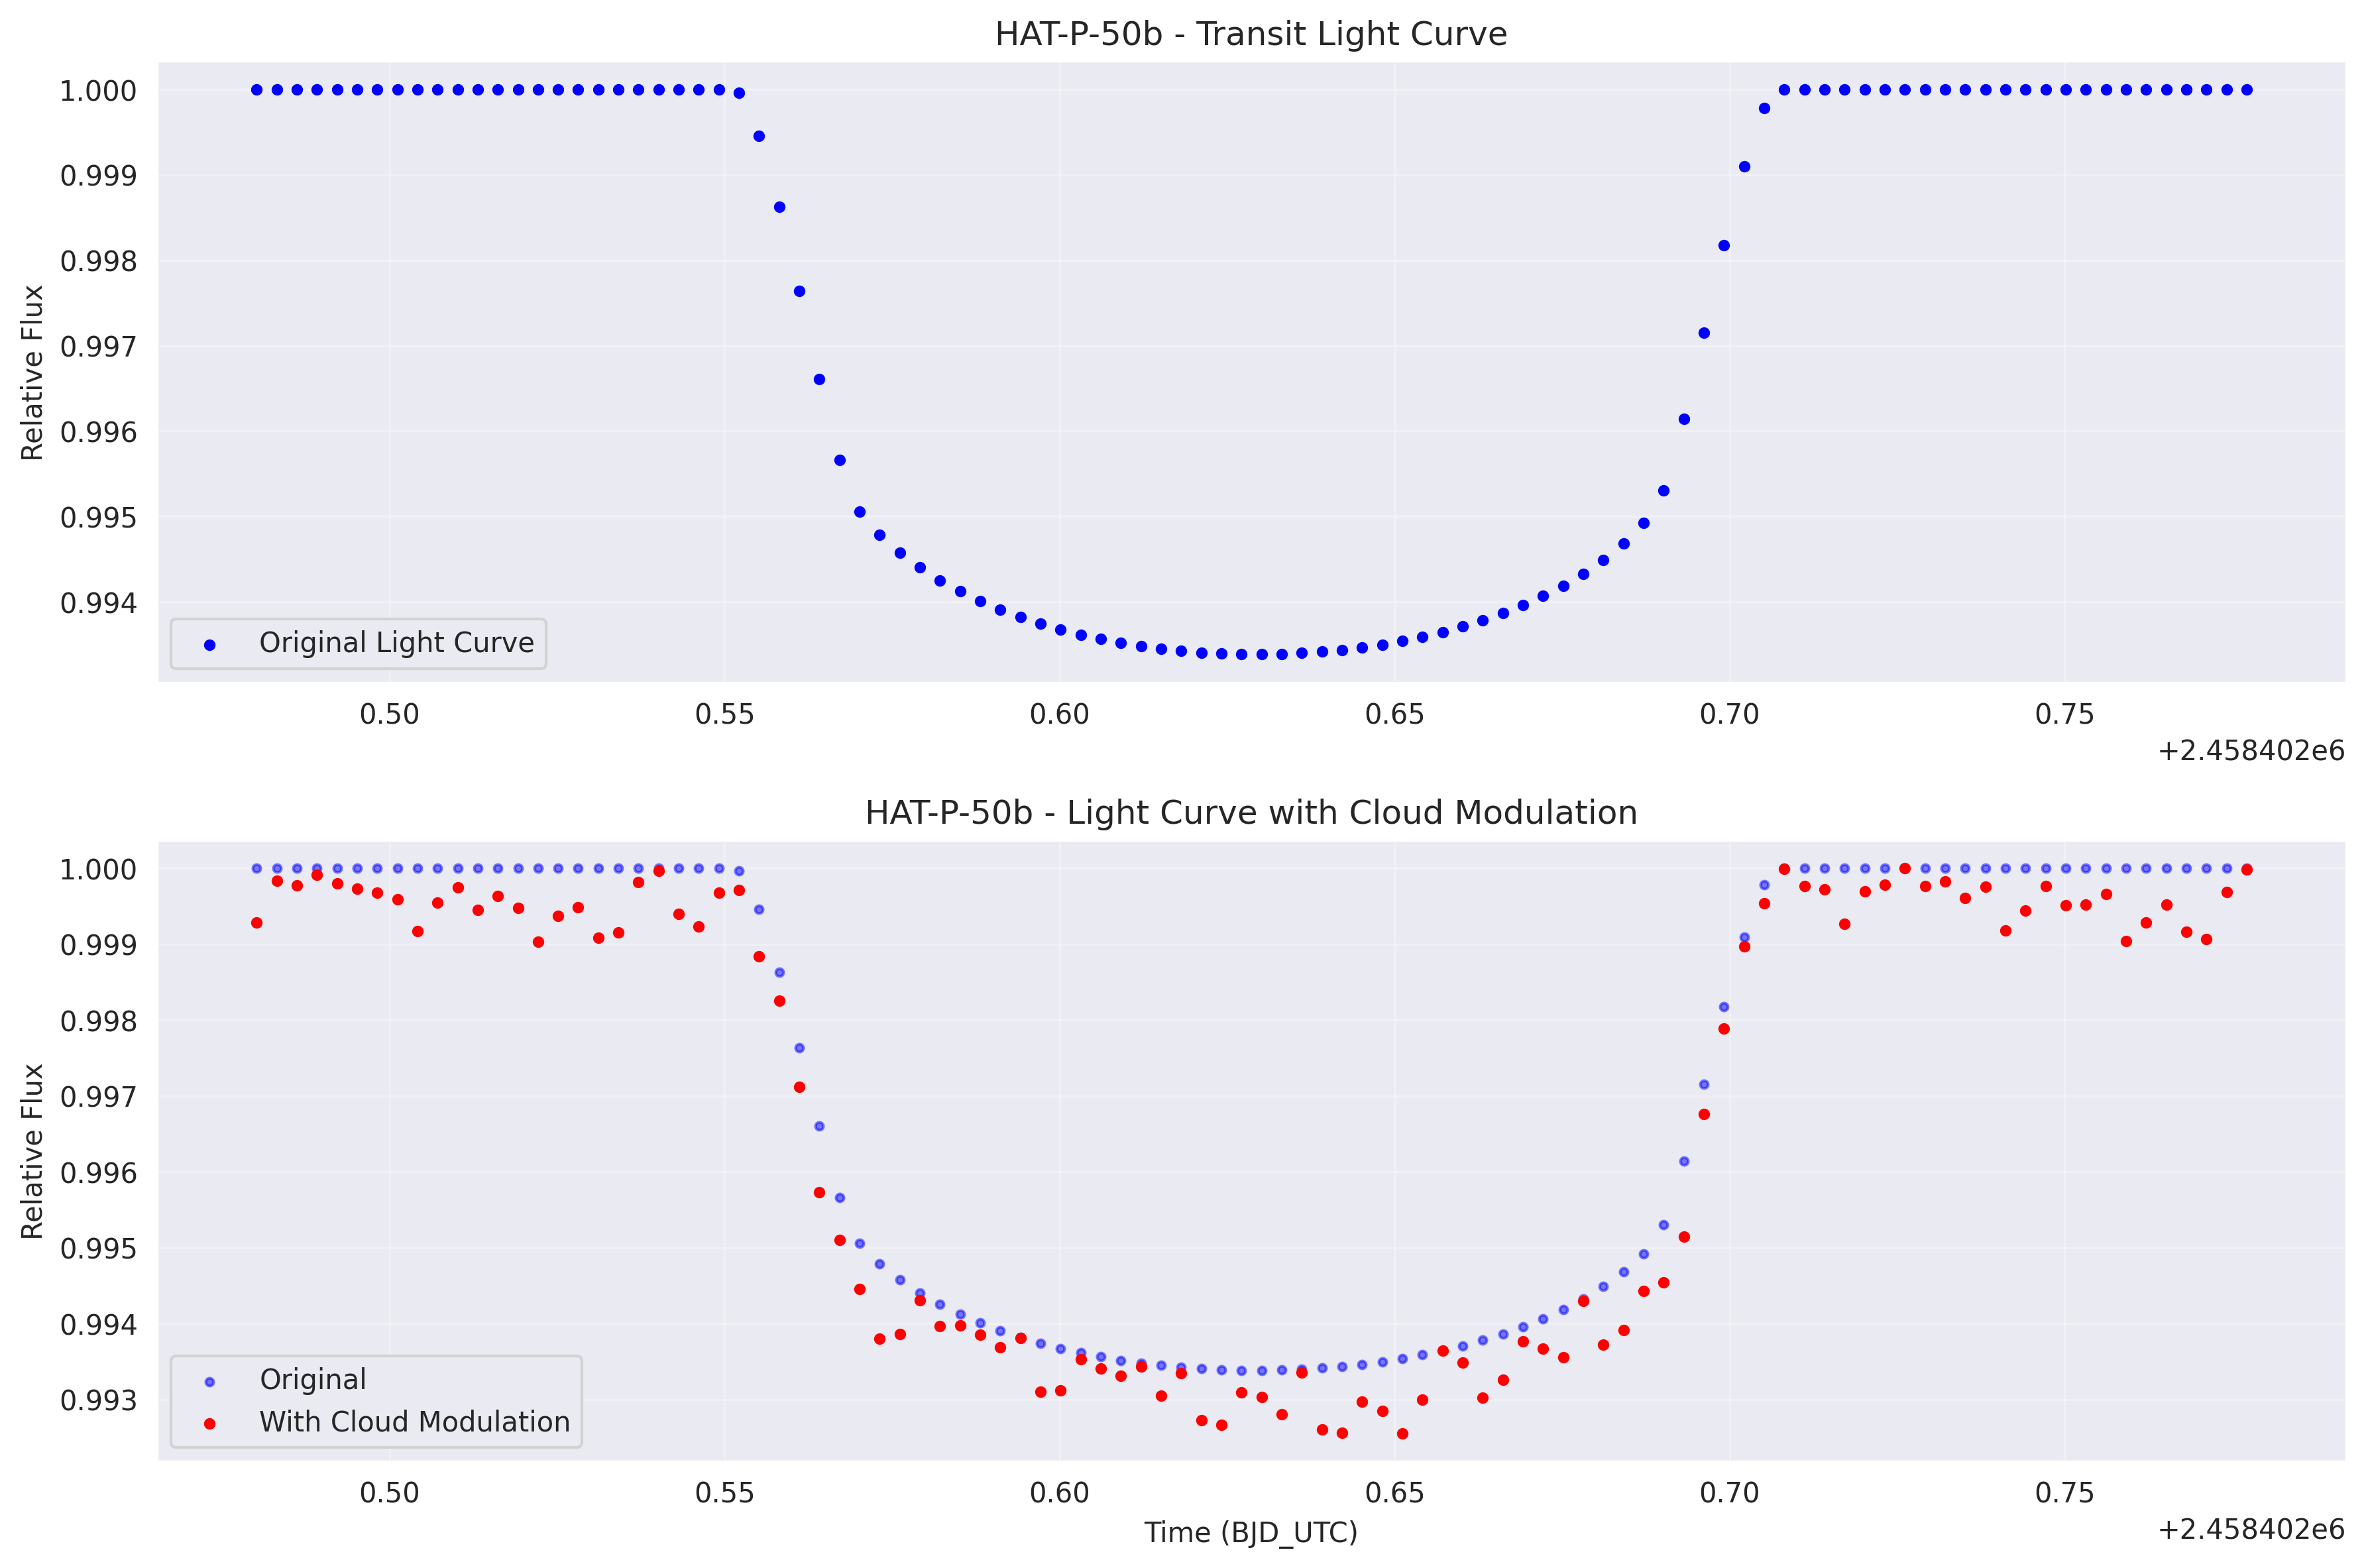 HAT-P-50b - Transit Light Curve
Relative Flux
1.000
0.999
0.998
0.997
0.996
0.995
0.994
Original Light Curve
0.50 0.55 0.60 0.65 0.70 0.75
+2.458402e6
HAT-P-50b - Light Curve with Cloud Modulation
Relative Flux
1.000
0.999
0.998
0.997
0.996
0.995
0.994
0.993
Original
With Cloud Modulation
0.50 0.55 0.60 0.65 0.70 0.75
Time (BJD_UTC)
+2.458402e6